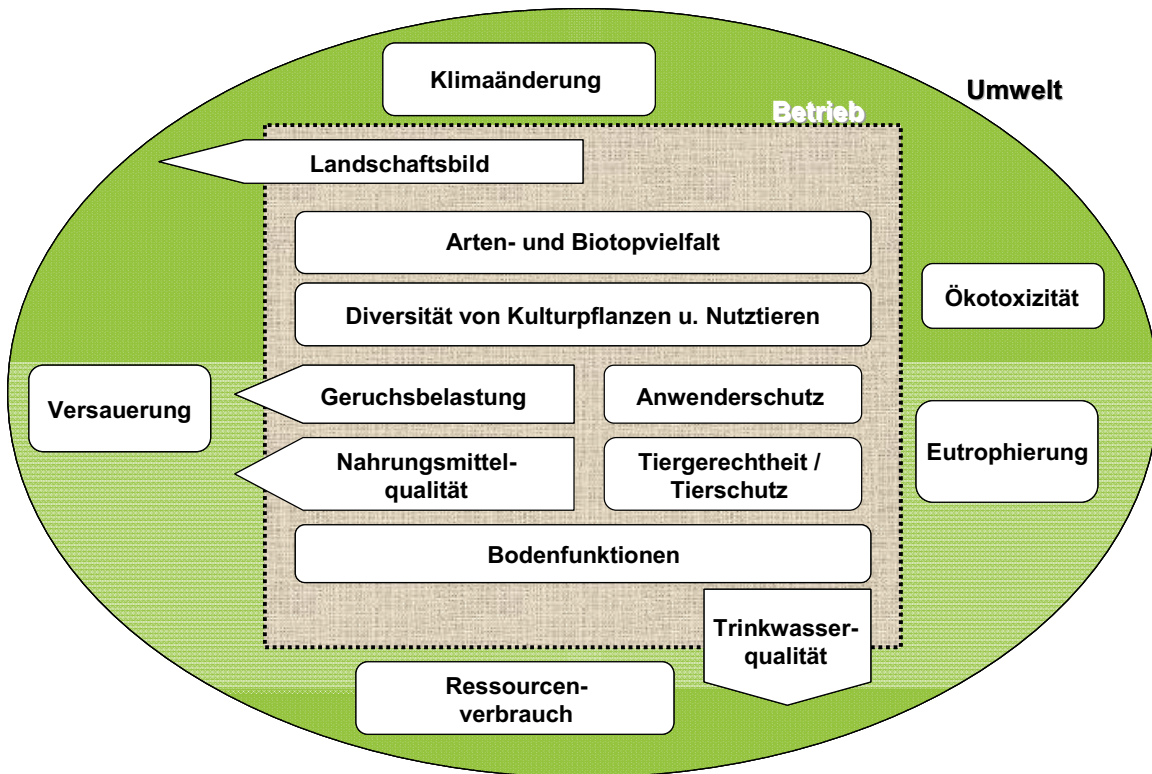 Klimaänderung
Umwelt
Betrieb
Landschaftsbild
Arten- und Biotopvielfalt
Ökotoxizität
Diversität von Kulturpflanzen u. Nutztieren
Versauerung
Geruchsbelastung
Anwenderschutz
Eutrophierung
Nahrungsmittel-
qualität
Tiergerechtheit /
Tierschutz
Bodenfunktionen
Trinkwasser-
qualität
Ressourcen-
verbrauch